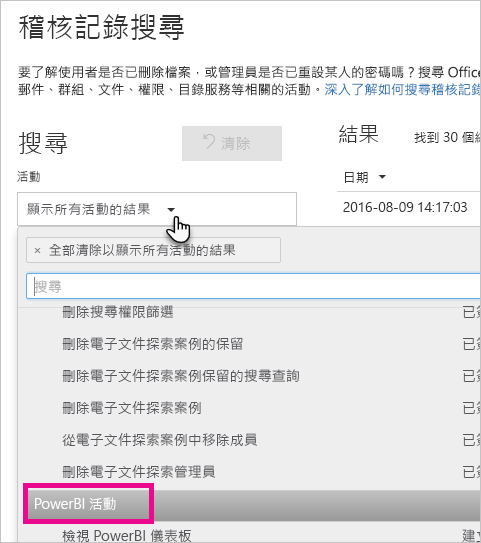 稽核記錄搜尋
要了解使用者是否已刪除檔案，或管理員是否已重設某人的密碼嗎？搜尋 Office
郵件、群組、文件、權限、目錄服務等相關的活動。深入了解如何搜尋稽核記錄
搜尋
清除
活動
顯示所有活動的結果
結果
找到 30 個
日期
2016-08-09 14:17:03
× 全部清除以顯示所有活動的結果
搜尋
刪除搜尋權限篩選
刪除電子文件探索案例的保留
刪除電子文件探索案例保留的搜尋查詢
刪除電子文件探索案例
從電子文件探索案例中移除成員
刪除電子文件探索管理員
PowerBI 活動
檢視 PowerBI 儀表板
建立